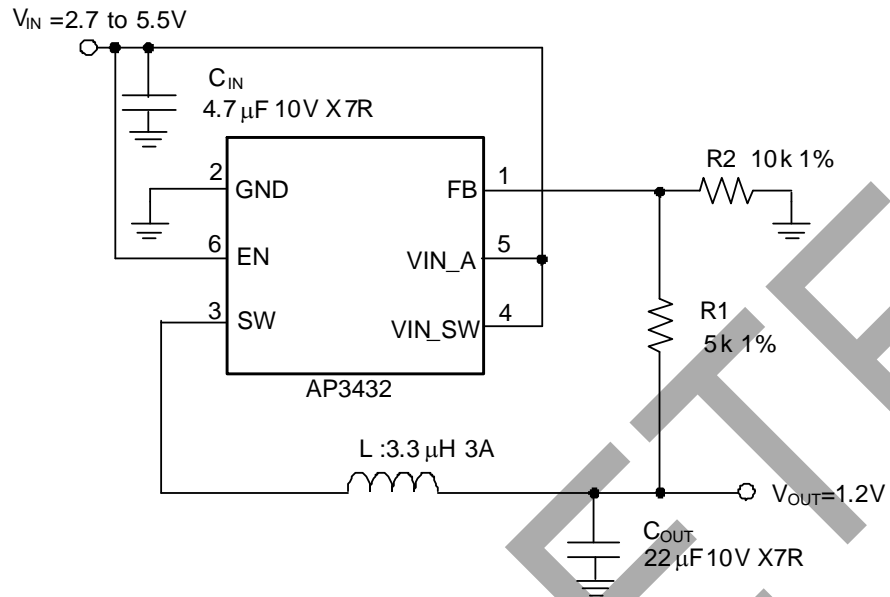 VIN =2.7 to 5.5V
CIN
4.7 μF 10V X7R
2
GND
6
EN
3
SW
FB
1
VIN_A
5
VIN_SW
4
AP3432
R2 10k 1%
R1
5k 1%
L :3.3 μH 3A
VOUT=1.2V
COUT
22 μF 10V X7R
ETE